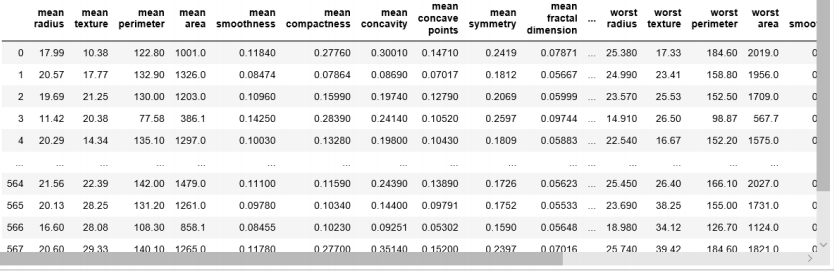 mean radius mean texture mean perimeter mean area mean smoothness mean compactness mean concavity mean concave points mean symmetry mean fractal dimension ... worst radius worst texture worst perimeter worst area
0 17.99 10.38 122.80 1001.0 0.11840 0.27760 0.30010 0.14710 0.2419 0.07871 ... 25.380 17.33 184.60 2019.0
1 20.57 17.77 132.90 1326.0 0.08474 0.07864 0.08690 0.07017 0.1812 0.05667 ... 24.990 23.41 158.80 1956.0
2 19.69 21.25 130.00 1203.0 0.10960 0.15990 0.19740 0.12790 0.2069 0.05999 ... 23.570 25.53 152.50 1709.0
3 11.42 20.38 77.58 386.1 0.14250 0.28390 0.24140 0.10520 0.2597 0.09744 ... 14.910 26.50 98.87 567.7
4 20.29 14.34 135.10 1297.0 0.10030 0.13280 0.19800 0.10430 0.1809 0.05883 ... 22.540 16.67 152.20 1575.0
... ... ... ... ... ... ... ... ... ... ... ... ... ... ... ...
564 21.56 22.39 142.00 1479.0 0.11100 0.11590 0.24390 0.13890 0.1726 0.05623 ... 25.450 26.40 166.10 2027.0
565 20.13 28.25 131.20 1261.0 0.09780 0.10340 0.14400 0.09791 0.1752 0.05533 ... 23.690 38.25 155.00 1731.0
566 16.60 28.08 108.30 858.1 0.08455 0.10230 0.09251 0.05302 0.1590 0.05648 ... 18.980 34.12 126.70 1124.0
567 20.60 29.33 140.10 1265.0 0.11780 0.27700 0.35140 0.15200 0.2397 0.07016 ... 25.740 39.42 184.60 1821.0